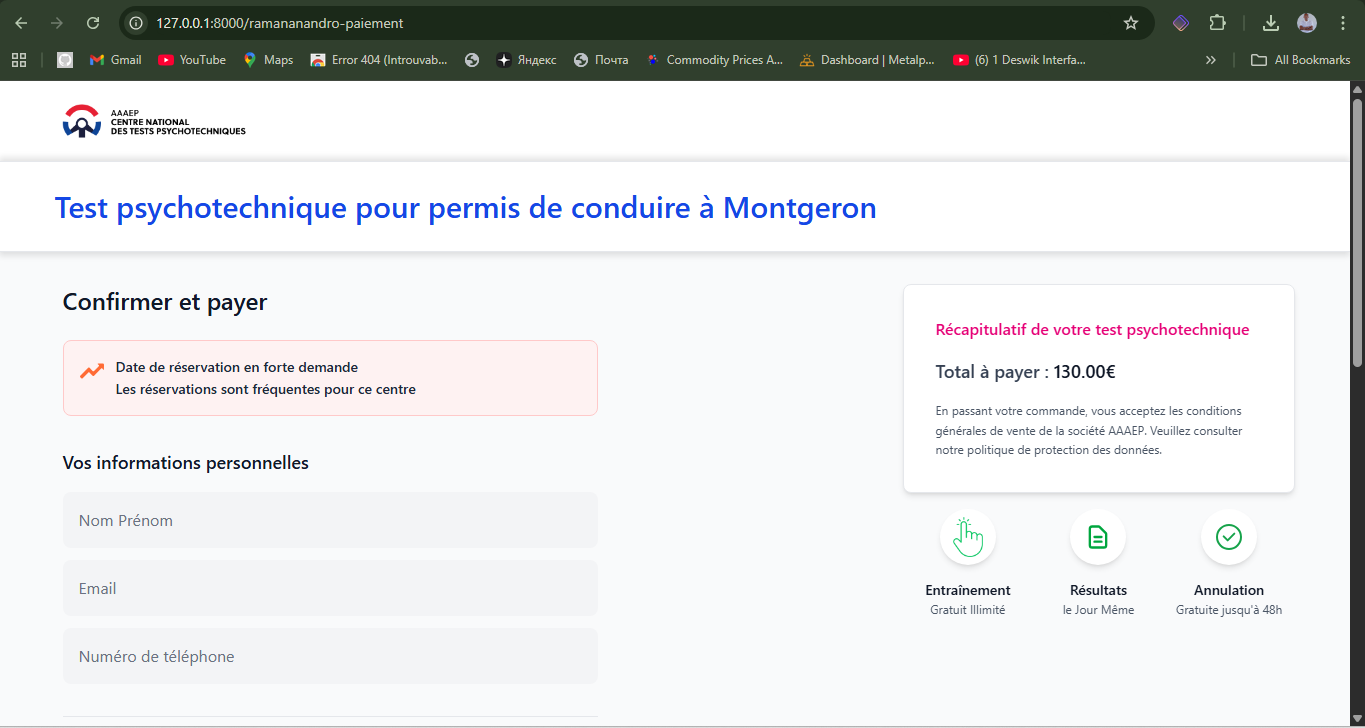 127.0.0.1:8000/ramananandro-paiement
Gmail
YouTube
Maps
Error 404 (Introuvab...
Яндекс
Почта
Commodity Prices A...
Dashboard | Metalp...
(6) 1 Deswik Interfa...
All Bookmarks
AAAEP
CENTRE NATIONAL
DES TESTS PSYCHOTECHNIQUES
Test psychotechnique pour permis de conduire à Montgeron
Confirmer et payer
Date de réservation en forte demande
Les réservations sont fréquentes pour ce centre
Vos informations personnelles
Nom Prénom
Email
Numéro de téléphone
Récapitulatif de votre test psychotechnique
Total à payer : 130.00€
En passant votre commande, vous acceptez les conditions
générales de vente de la société AAAEP. Veuillez consulter
notre politique de protection des données.
Entraînement
Gratuit Illimité
Résultats
le Jour Même
Annulation
Gratuite jusqu'à 48h